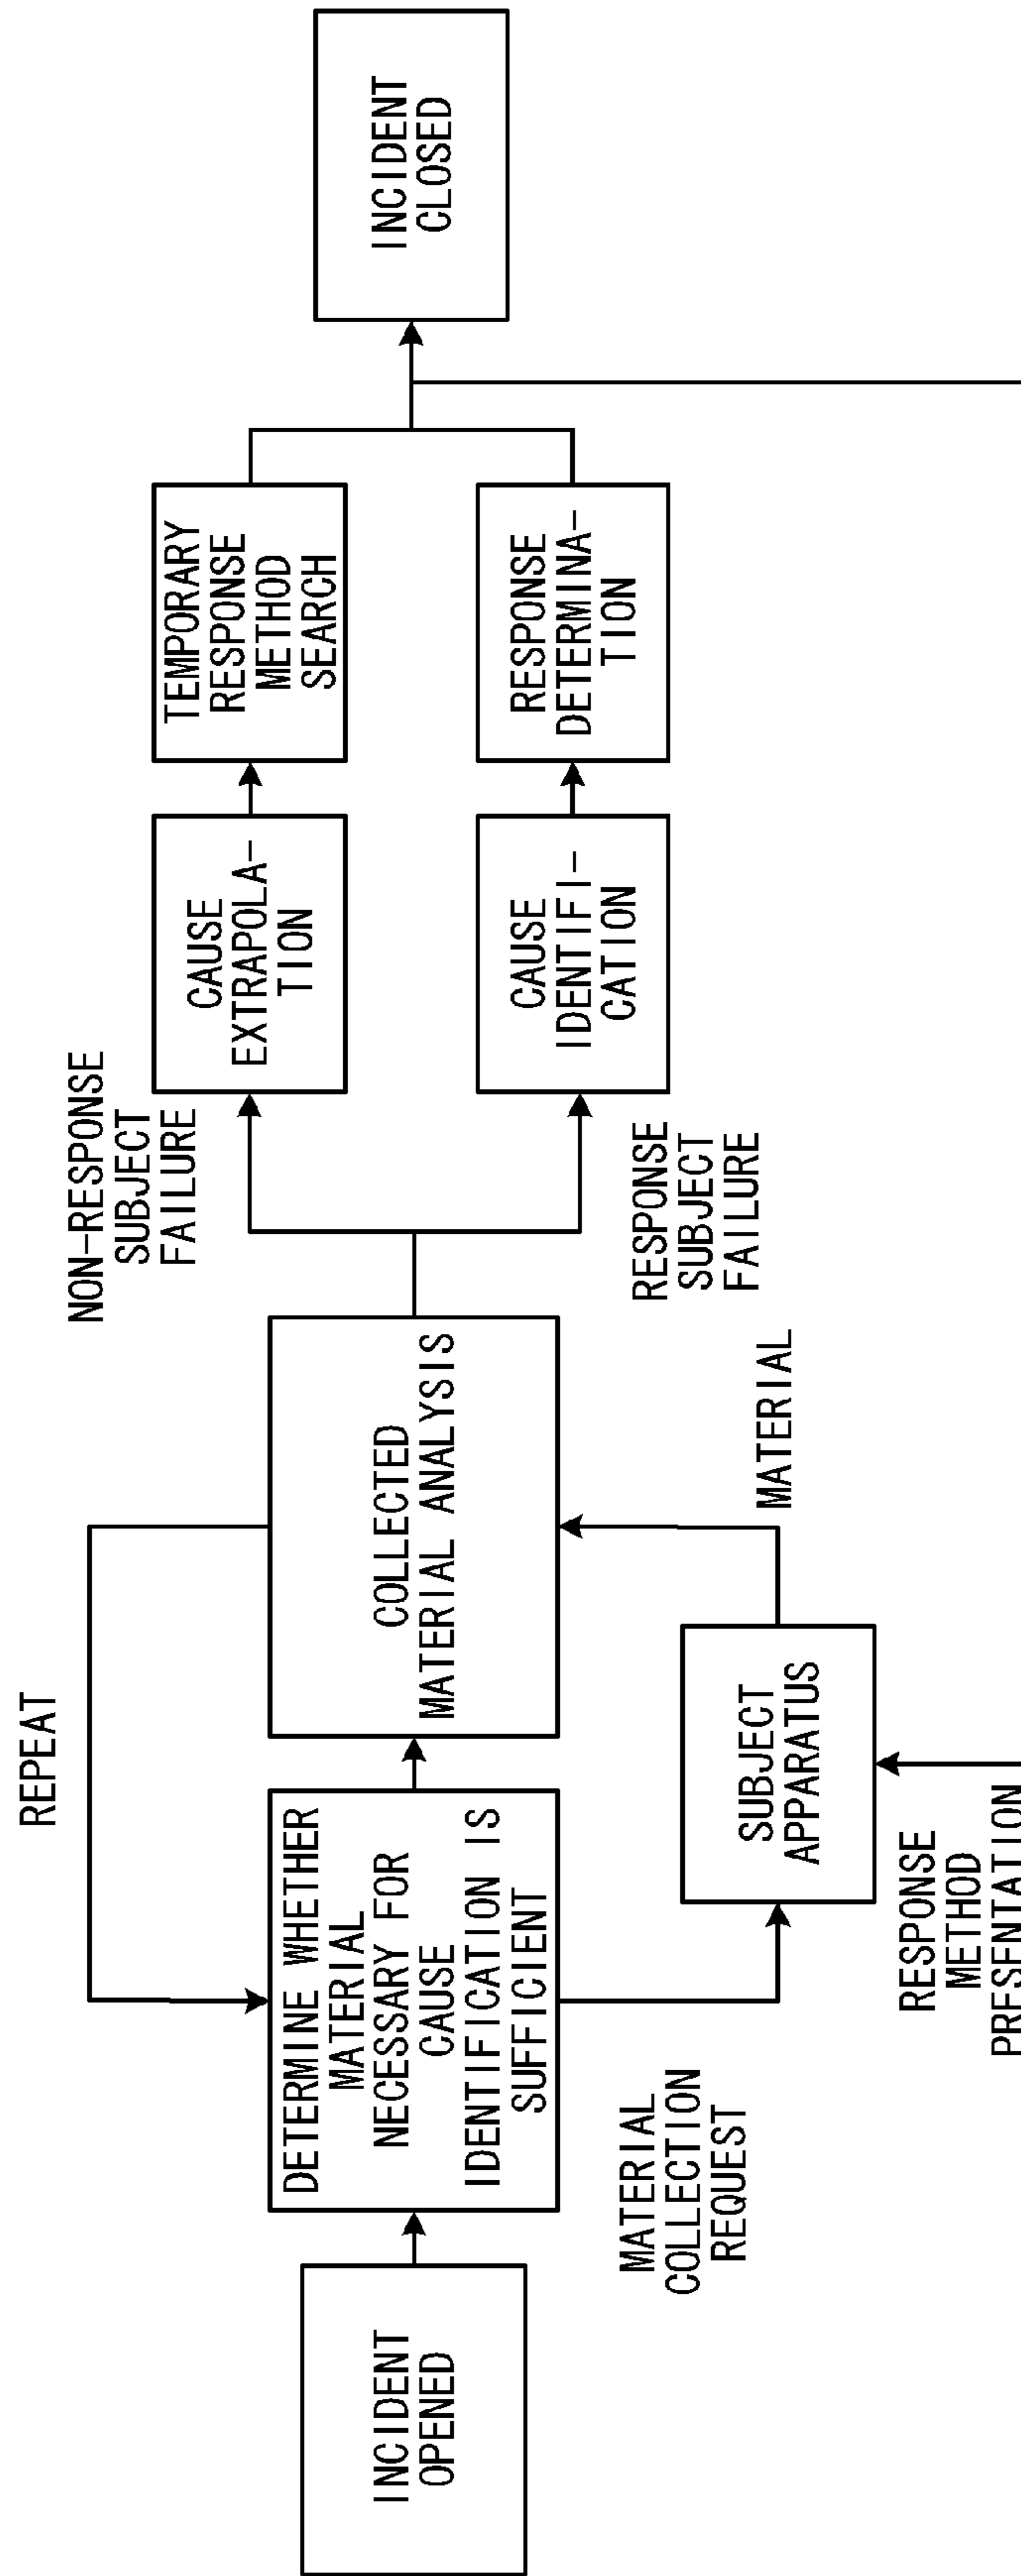 INCIDENT
OPENED
REPEAT
DETERMINE WHETHER
MATERIAL
NECESSARY FOR
CAUSE
IDENTIFICATION IS
SUFFICIENT
MATERIAL
COLLECTION
REQUEST
COLLECTED
MATERIAL ANALYSIS
SUBJECT
APPARATUS
MATERIAL
RESPONSE
METHOD
PRESENTATION
NON-RESPONSE
SUBJECT
FAILURE
RESPONSE
SUBJECT
FAILURE
CAUSE
EXTRAPOLA-
TION
CAUSE
IDENTIFI-
CATION
TEMPORARY
RESPONSE
METHOD
SEARCH
RESPONSE
DETERMINA-
TION
INCIDENT
CLOSED